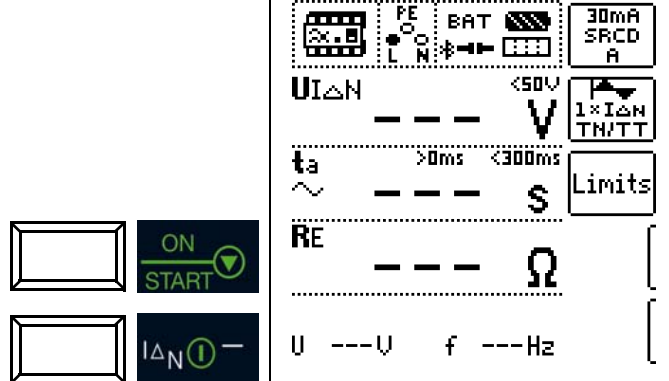 PE
BAT
L N
30mA
SRCD
A
UI△N <50V
--- V
1×I△N
TN/TT
ta >0ms <300ms
∼ --- s
Limits
RE
--- Ω
U ---V f ---Hz
ON
START
I△N